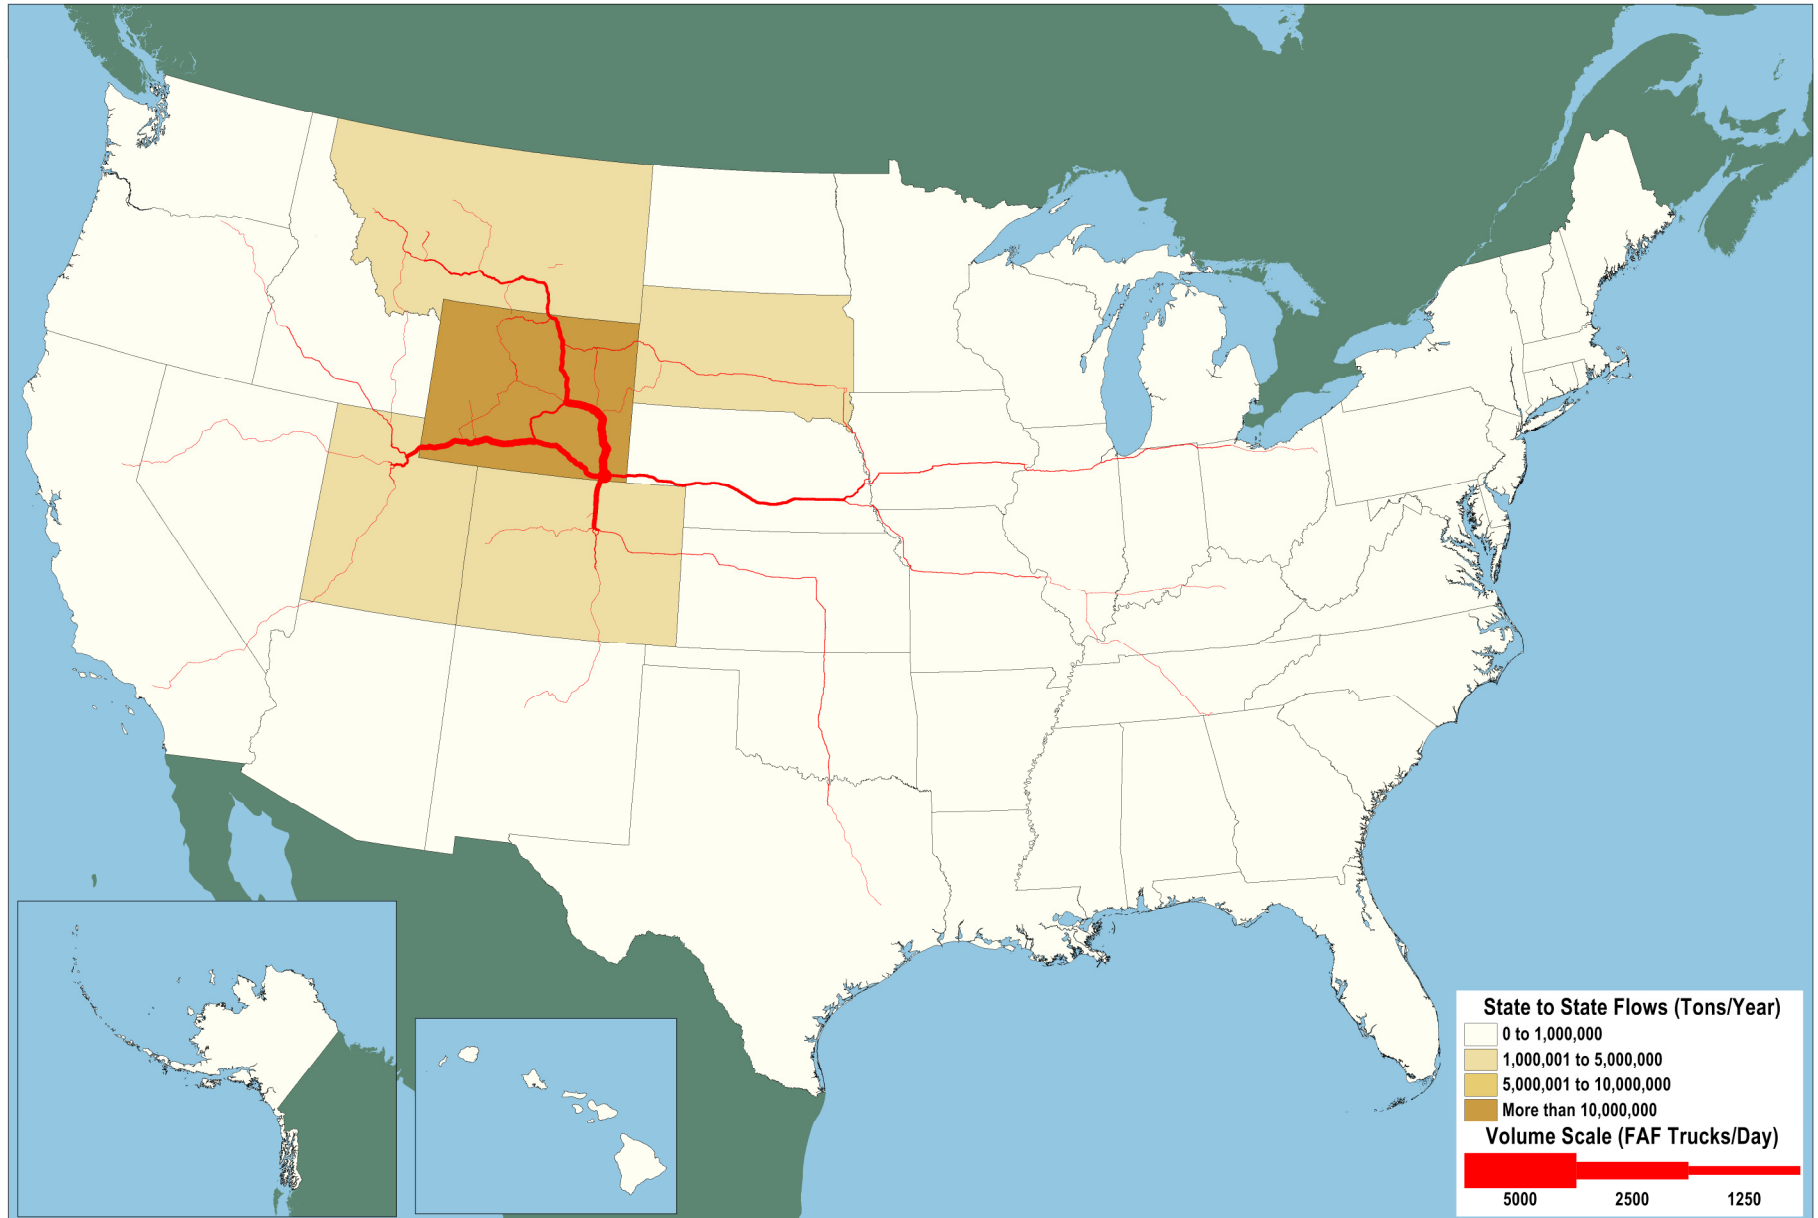 State to State Flows (Tons/Year)
0 to 1,000,000
1,000,001 to 5,000,000
5,000,001 to 10,000,000
More than 10,000,000
Volume Scale (FAF Trucks/Day)
5000 2500 1250